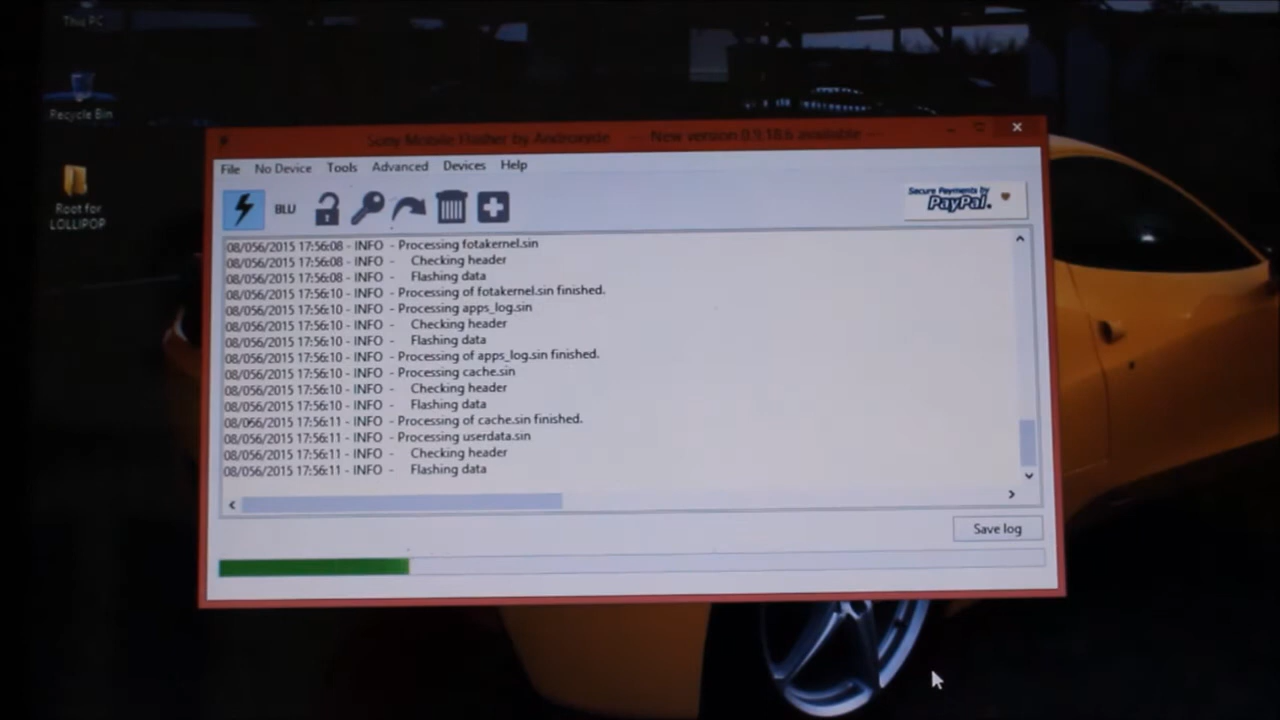 This PC
Recycle Bin
Root for
LOLLIPOP
Sony Mobile Flasher by Androxyde --- New version 0.9.18.6 available ---
File No Device Tools Advanced Devices Help
BLU
Secure Payments by
PayPal.
08/056/2015 17:56:08 - INFO - Processing fotakernel.sin
08/056/2015 17:56:08 - INFO - Checking header
08/056/2015 17:56:08 - INFO - Flashing data
08/056/2015 17:56:10 - INFO - Processing of fotakernel.sin finished.
08/056/2015 17:56:10 - INFO - Processing apps_log.sin
08/056/2015 17:56:10 - INFO - Checking header
08/056/2015 17:56:10 - INFO - Flashing data
08/056/2015 17:56:10 - INFO - Processing of apps_log.sin finished.
08/056/2015 17:56:10 - INFO - Processing cache.sin
08/056/2015 17:56:10 - INFO - Checking header
08/056/2015 17:56:10 - INFO - Flashing data
08/056/2015 17:56:11 - INFO - Processing of cache.sin finished.
08/056/2015 17:56:11 - INFO - Processing userdata.sin
08/056/2015 17:56:11 - INFO - Checking header
08/056/2015 17:56:11 - INFO - Flashing data
Save log